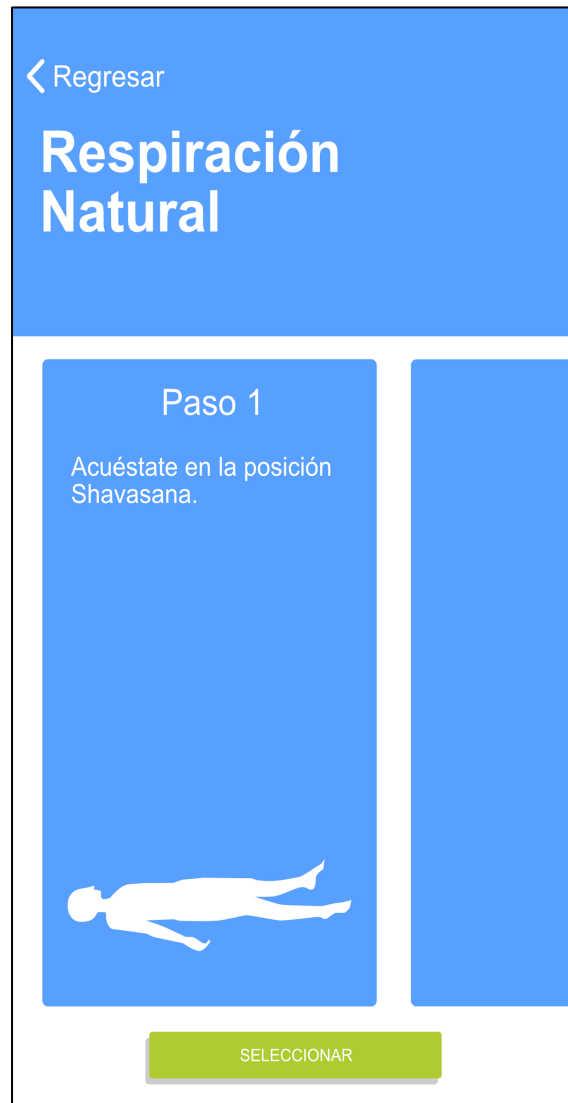 Regresar
Respiración
Natural
Paso 1
Acuéstate en la posición
Shavasana.
SELECCIONAR